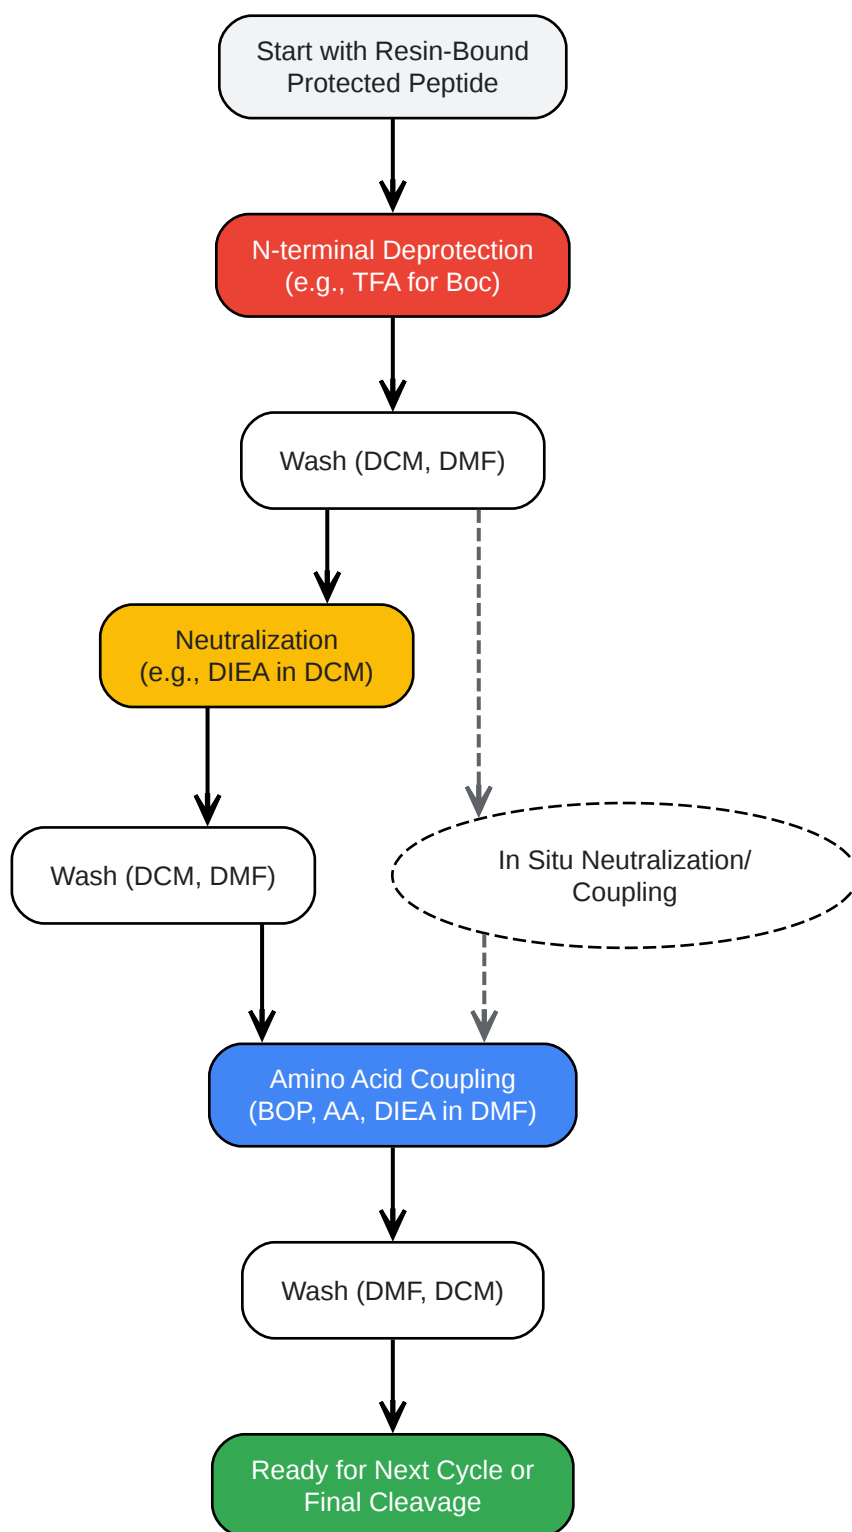 Start with Resin-Bound
Protected Peptide
N-terminal Deprotection
(e.g., TFA for Boc)
Wash (DCM, DMF)
Neutralization
(e.g., DIEA in DCM)
Wash (DCM, DMF)
In Situ Neutralization/
Coupling
Amino Acid Coupling
(BOP, AA, DIEA in DMF)
Wash (DMF, DCM)
Ready for Next Cycle or
Final Cleavage